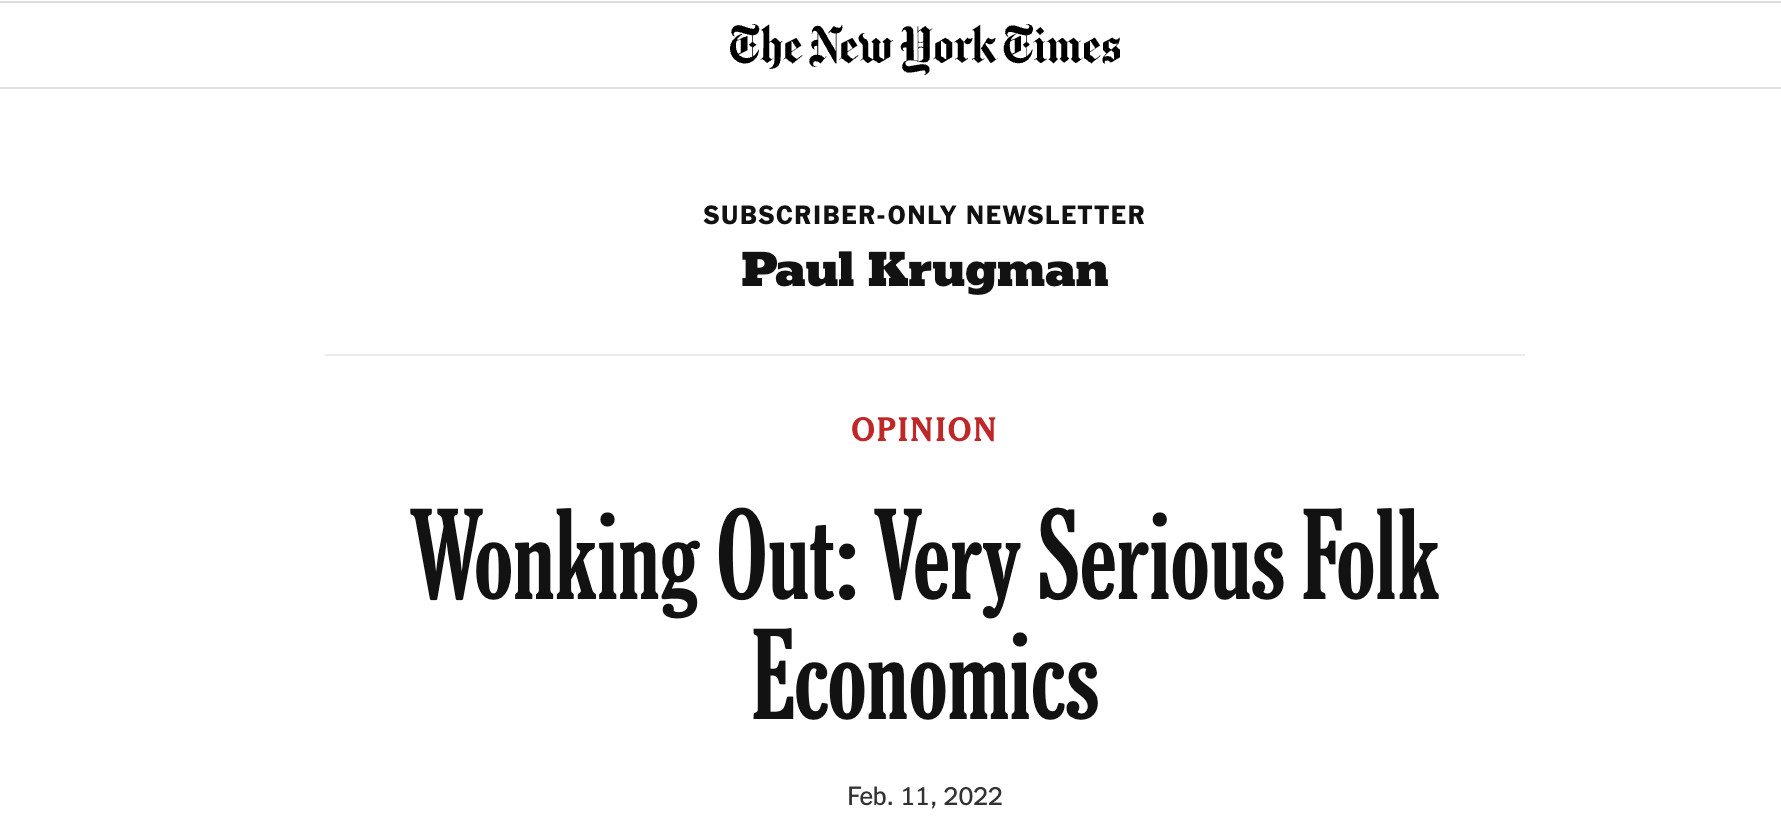 The New York Times
SUBSCRIBER-ONLY NEWSLETTER
Paul Krugman
OPINION
Wonking Out: Very Serious Folk
Economics
Feb. 11, 2022